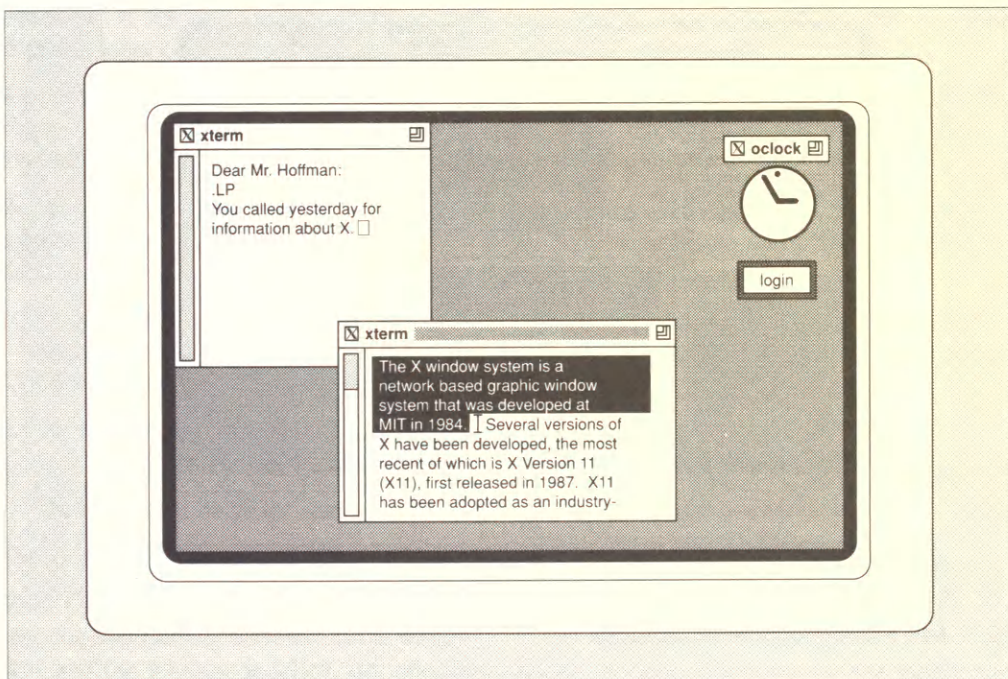 xterm
Dear Mr. Hoffman:
.LP
You called yesterday for
information about X.
oclock
login
xterm
The X window system is a
network based graphic window
system that was developed at
MIT in 1984. Several versions of
X have been developed, the most
recent of which is X Version 11
(X11), first released in 1987. X11
has been adopted as an industry-